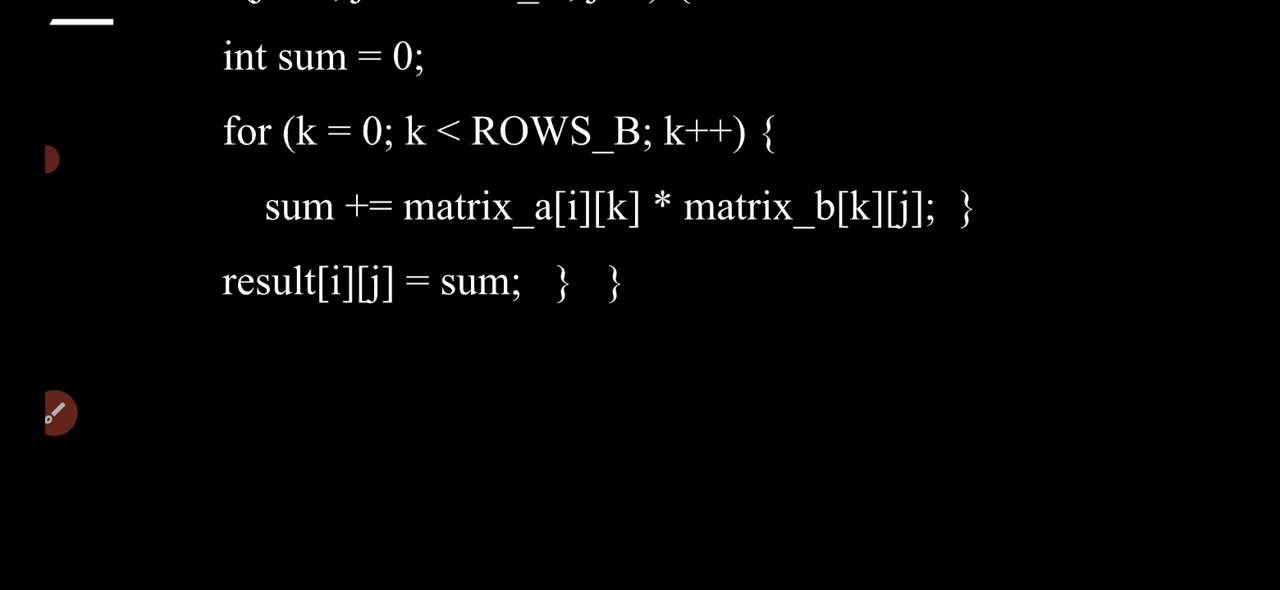 int sum = 0;
for (k = 0; k < ROWS_B; k++) {
sum += matrix_a[i][k] * matrix_b[k][j]; }
result[i][j] = sum; } }